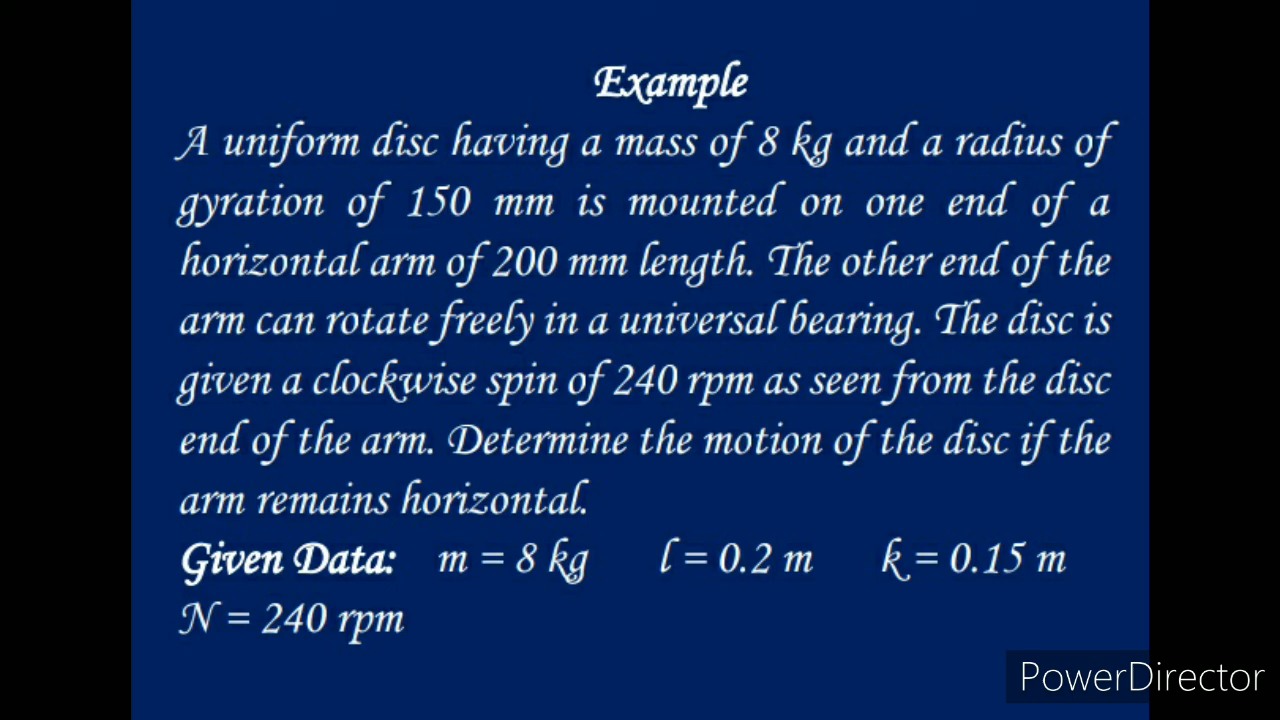 Example
A uniform disc having a mass of 8 kg and a radius of
gyration of 150 mm is mounted on one end of a
horizontal arm of 200 mm length. The other end of the
arm can rotate freely in a universal bearing. The disc is
given a clockwise spin of 240 rpm as seen from the disc
end of the arm. Determine the motion of the disc if the
arm remains horizontal.
Given Data: m = 8 kg l = 0.2 m k = 0.15 m
N = 240 rpm
PowerDirector